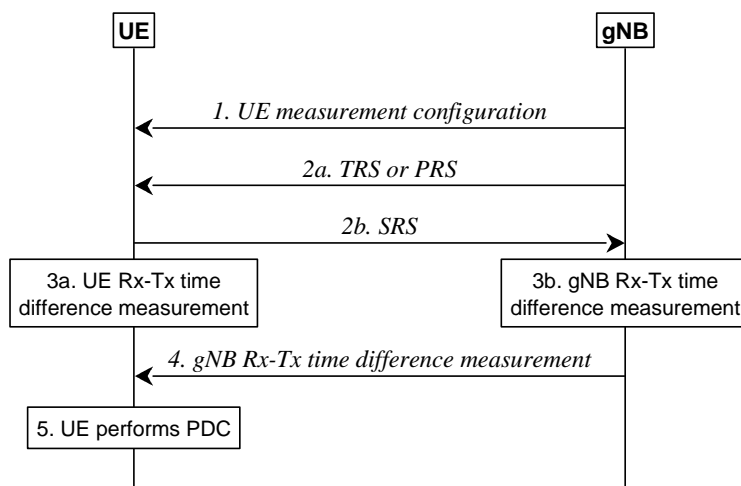 UE
gNB
1. UE measurement configuration
2a. TRS or PRS
2b. SRS
3a. UE Rx-Tx time
difference measurement
3b. gNB Rx-Tx time
difference measurement
4. gNB Rx-Tx time difference measurement
5. UE performs PDC